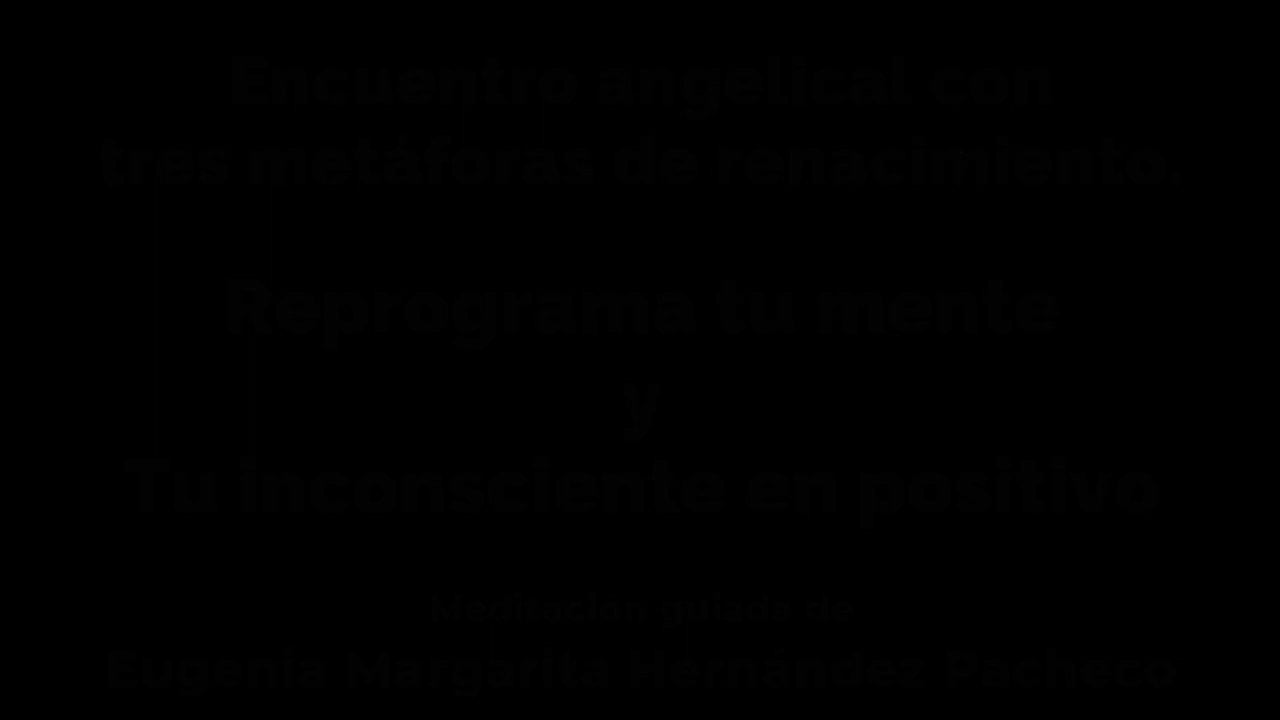 Encuentro angelical con
tres metáforas de renacimiento.
Reprograma tu mente
y
Tu inconsciente en positivo
Meditación guiada de
Eugenia Margarita Hernández Pacheco